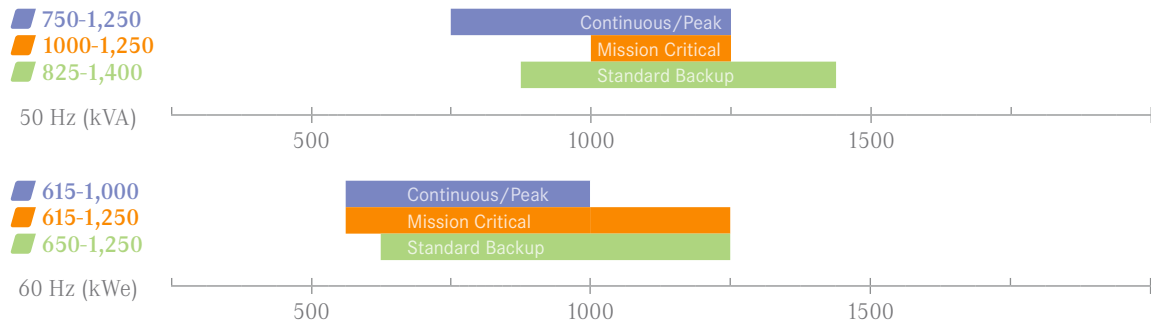 750-1,250
Continuous/Peak
1000-1,250
Mission Critical
825-1,400
Standard Backup
50 Hz (kVA)
500
1000
1500
615-1,000
Continuous/Peak
615-1,250
Mission Critical
650-1,250
Standard Backup
60 Hz (kWe)
500
1000
1500